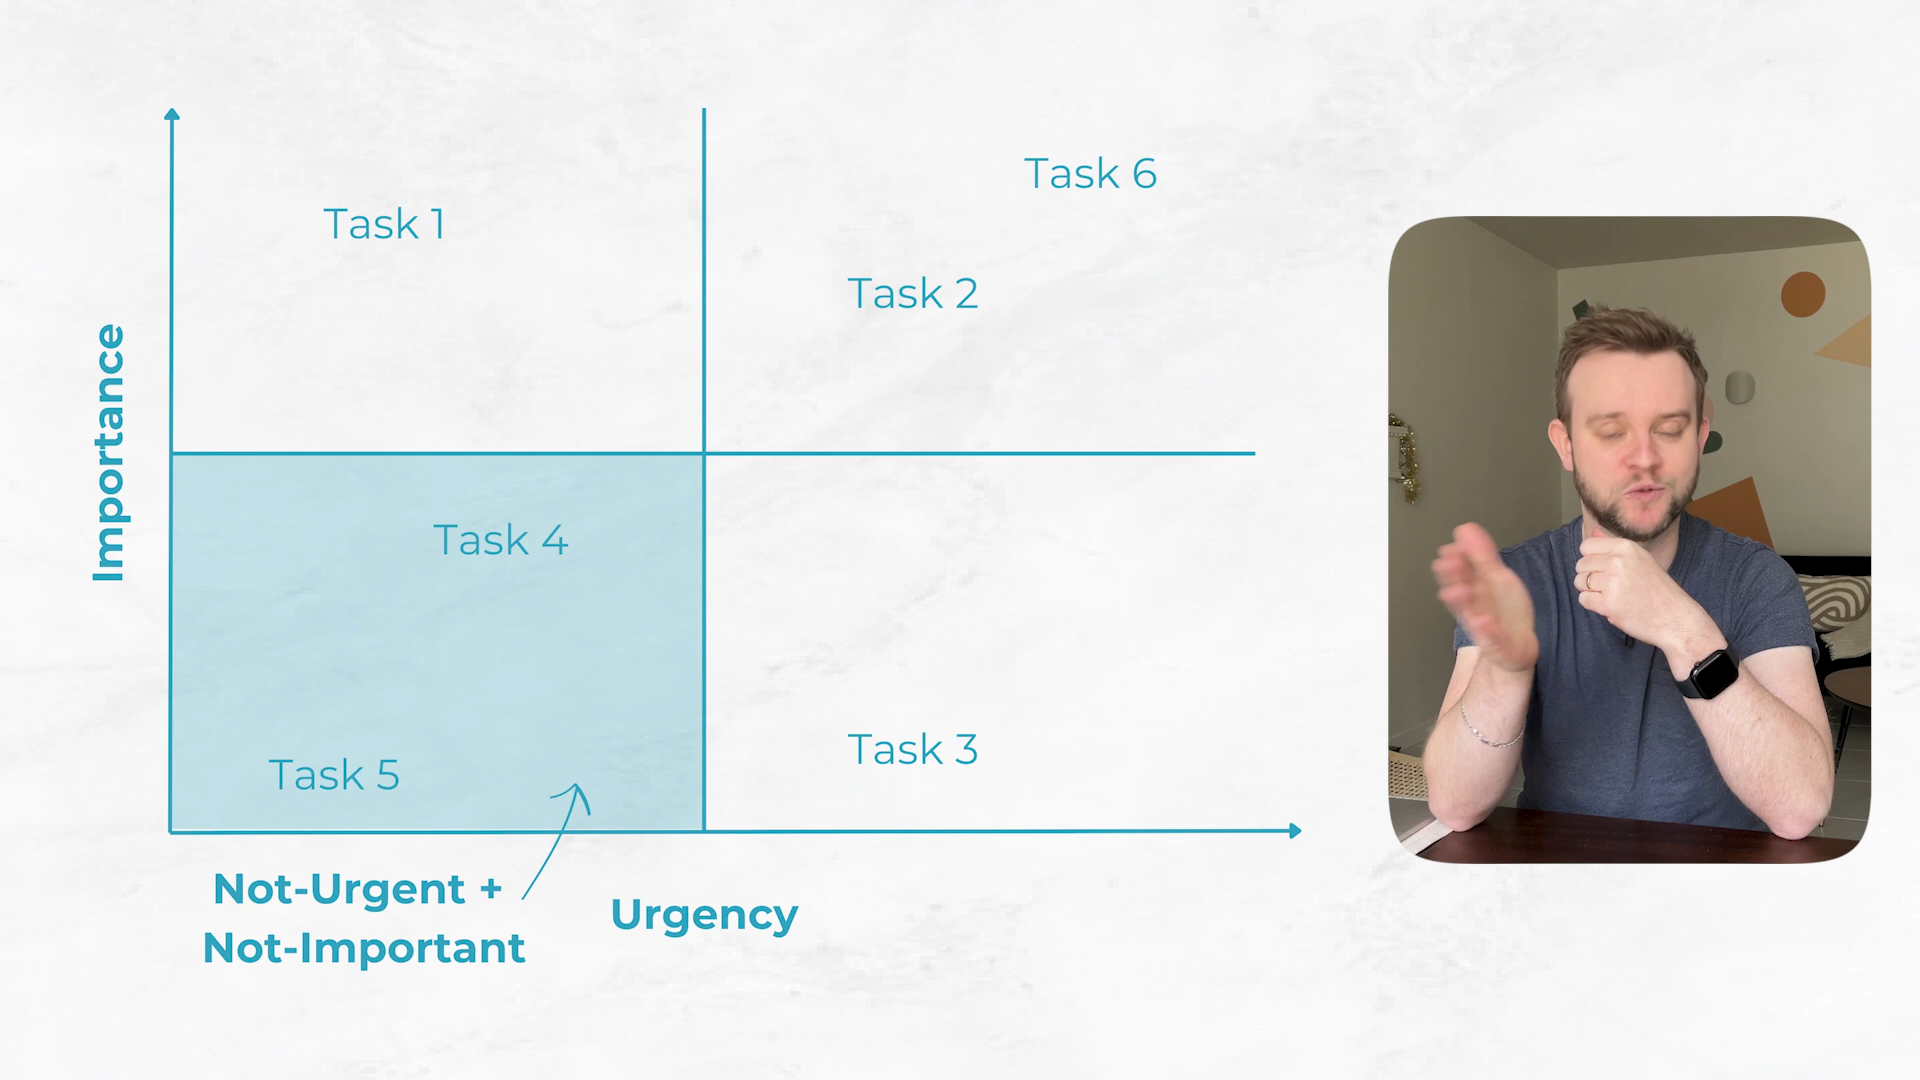 Task 6
Task 1
Task 2
Importance
Task 4
Task 3
Task 5
Not-Urgent +
Not-Important
Urgency